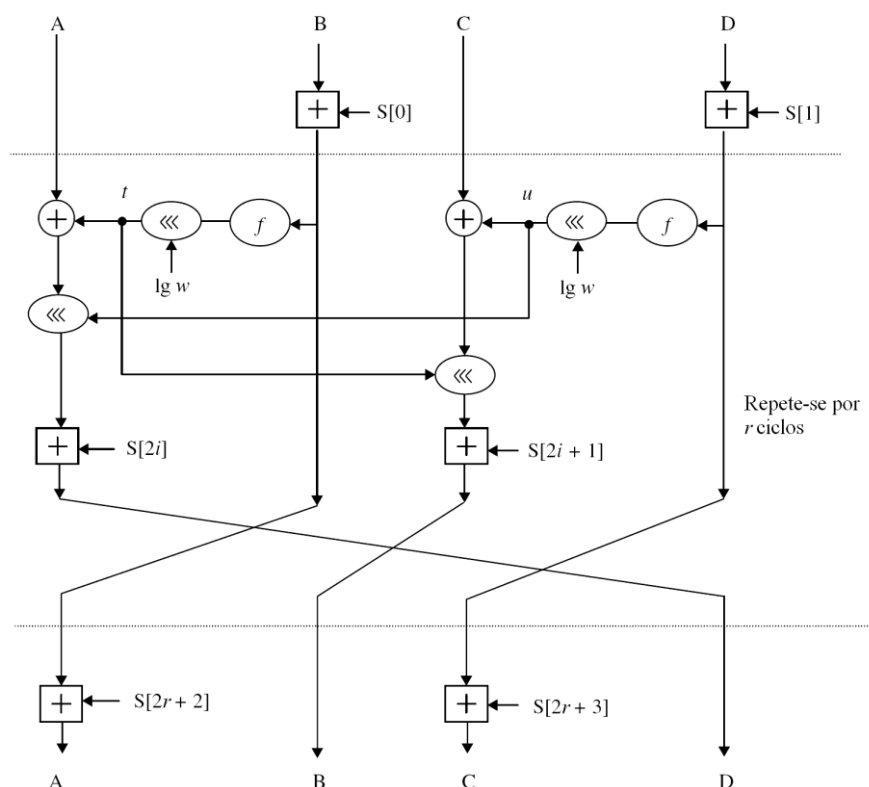 A B C D
+ S[0] + S[1]
t u
+ <<< f + <<< f
lg w lg w
<<<
<<<
Repete-se por
r ciclos
+ S[2i] + S[2i + 1]
+ S[2r + 2] + S[2r + 3]
A B C D